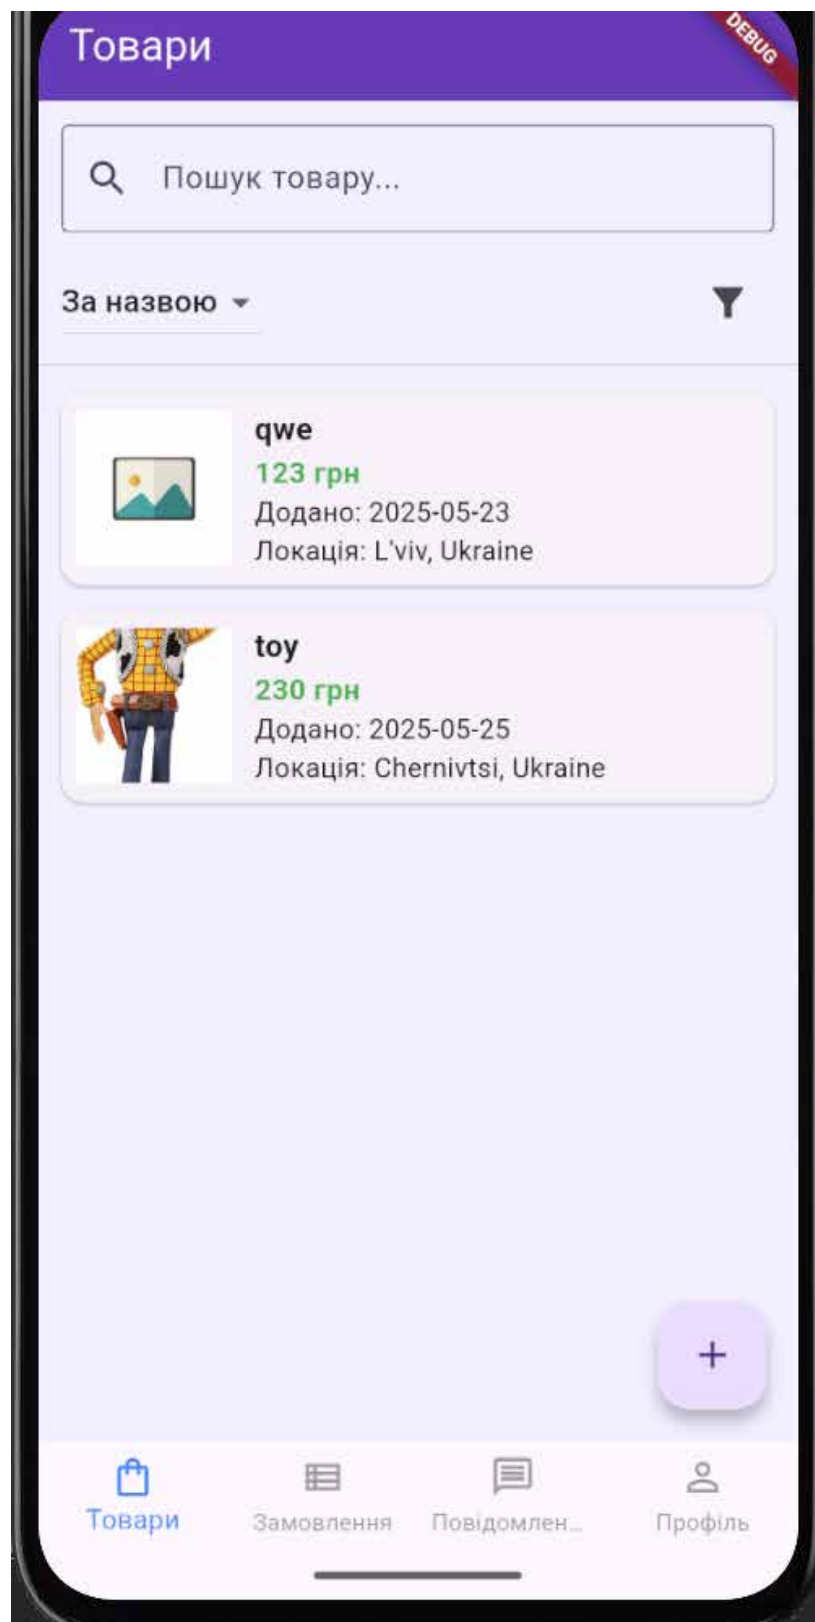 Товари
DEBUG
Пошук товару...
За назвою
qwe
123 грн
Додано: 2025-05-23
Локація: L'viv, Ukraine
toy
230 грн
Додано: 2025-05-25
Локація: Chernivtsi, Ukraine
+
Товари
Замовлення
Повідомлен...
Профіль